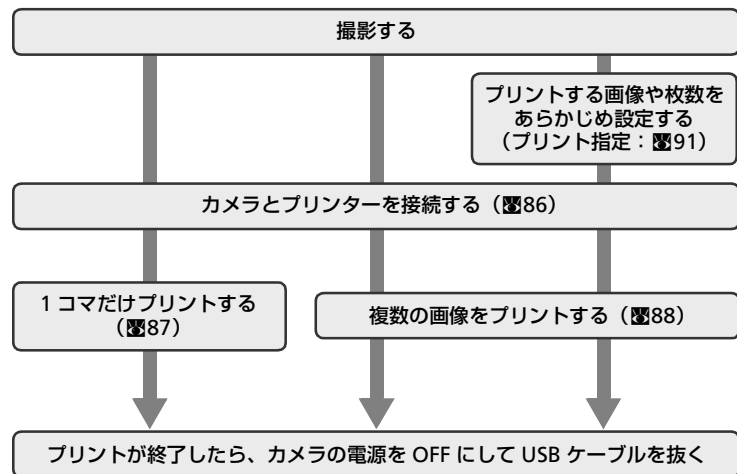 撮影する
プリントする画像や枚数を
あらかじめ設定する
（プリント指定：91）
カメラとプリンターを接続する（86）
1 コマだけプリントする
（87）
複数の画像をプリントする（88）
プリントが終了したら、カメラの電源を OFF にして USB ケーブルを抜く